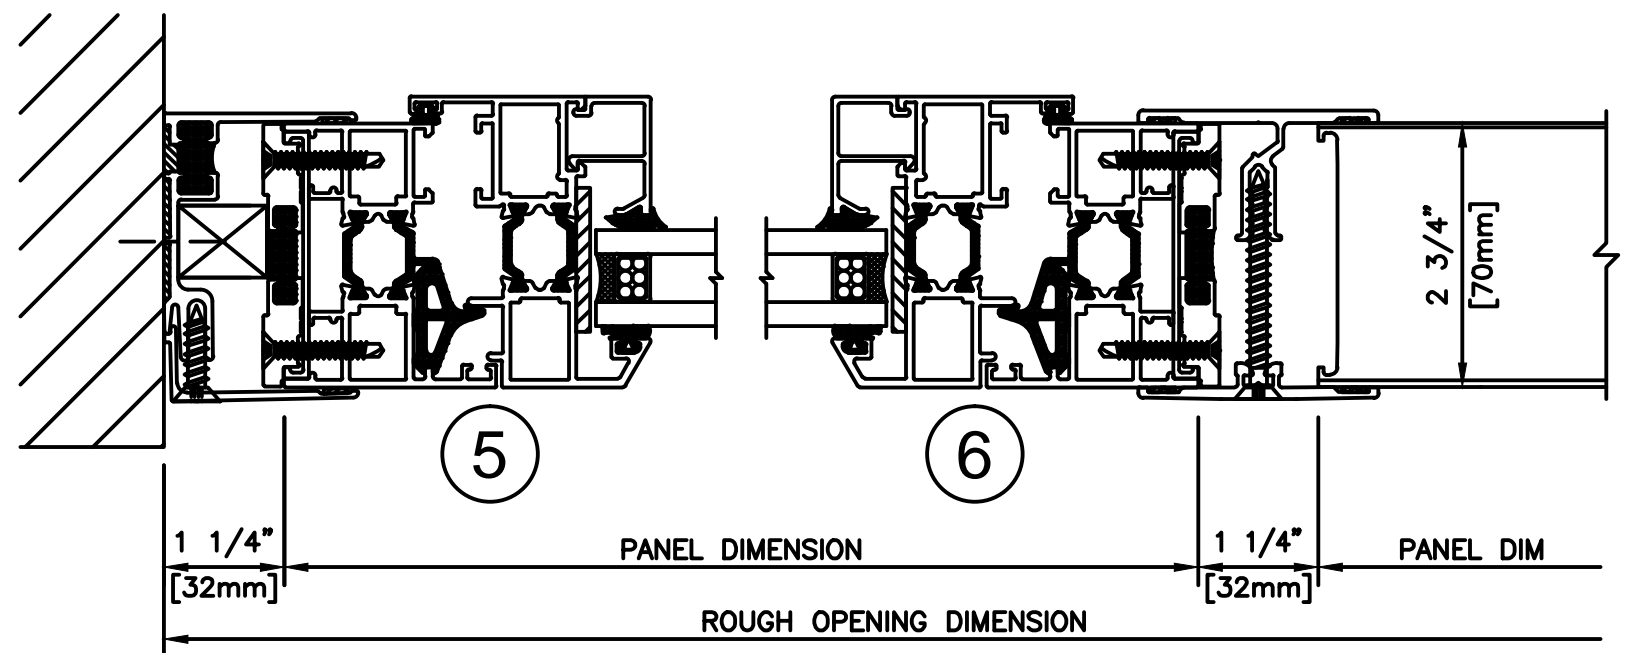 2 3/4”
[70mm]
5
6
1 1/4”
[32mm]
PANEL DIMENSION
1 1/4”
[32mm]
PANEL DIM
ROUGH OPENING DIMENSION